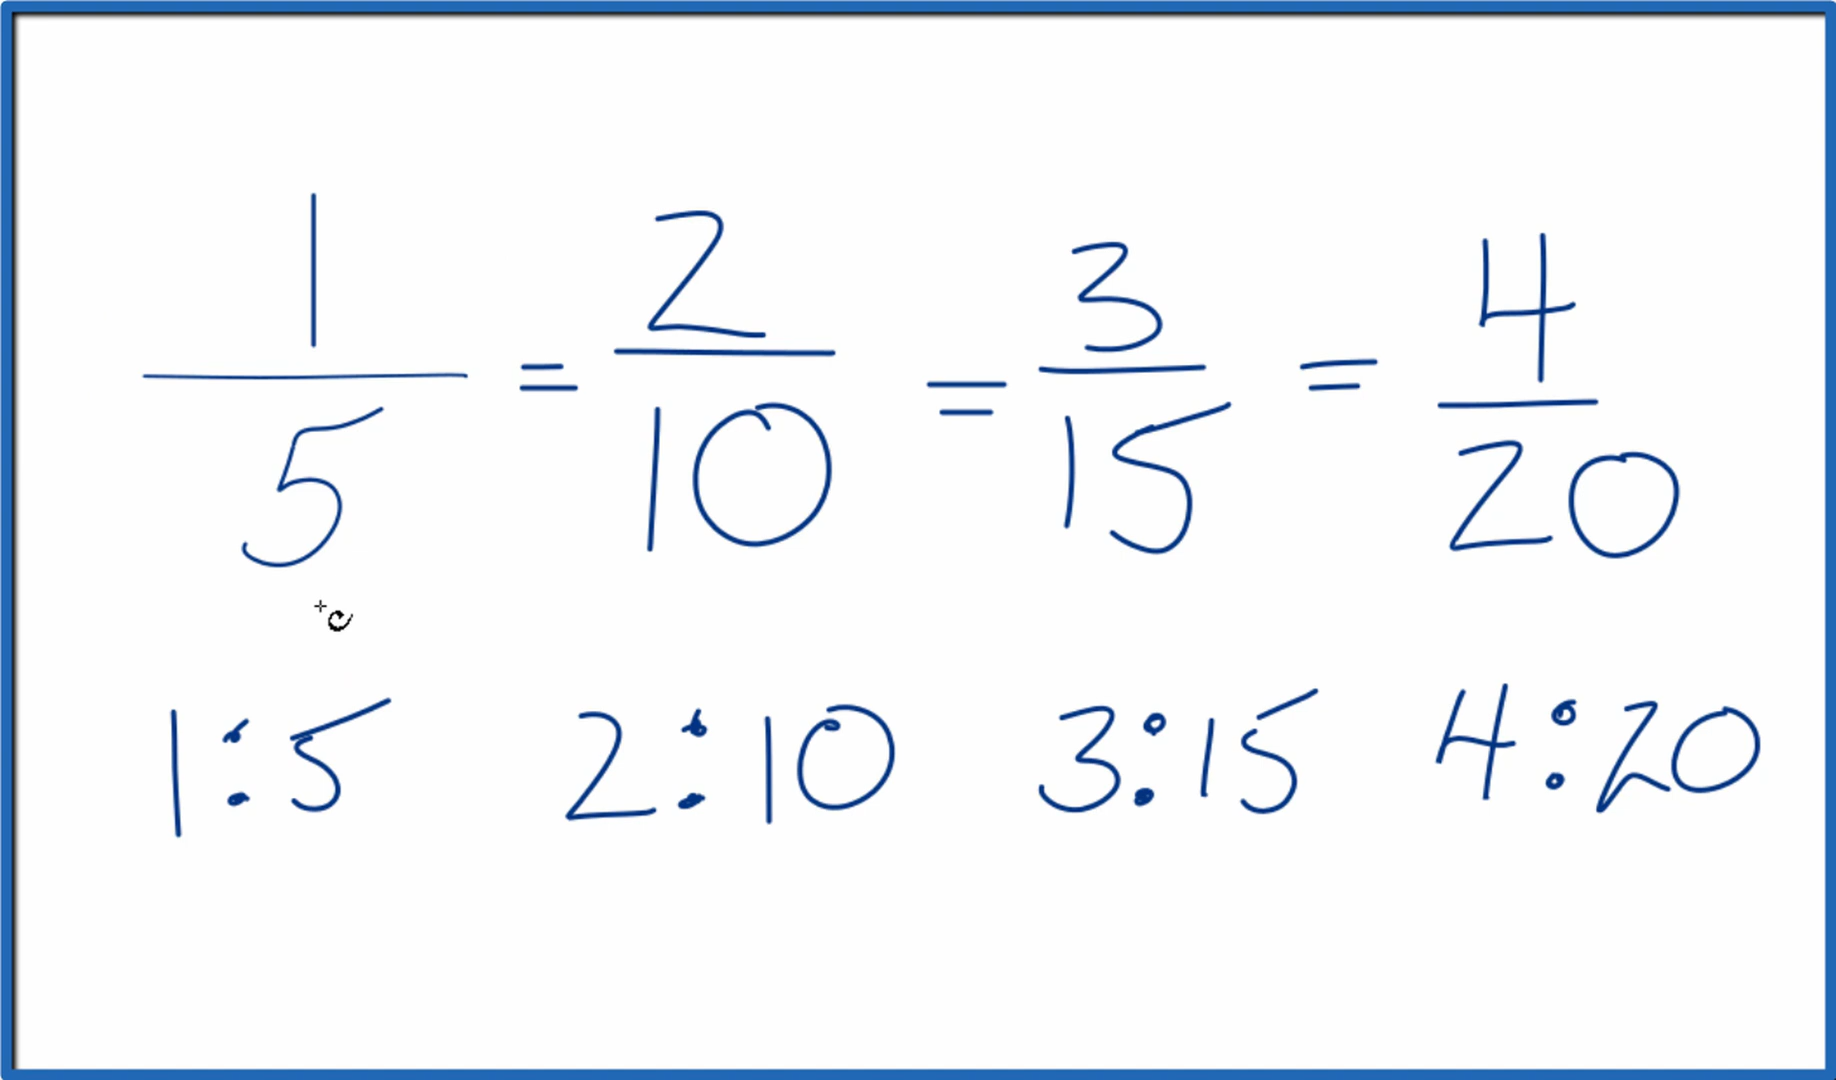 1/5 = 2/10 = 3/15 = 4/20
1:5 2:10 3:15 4:20